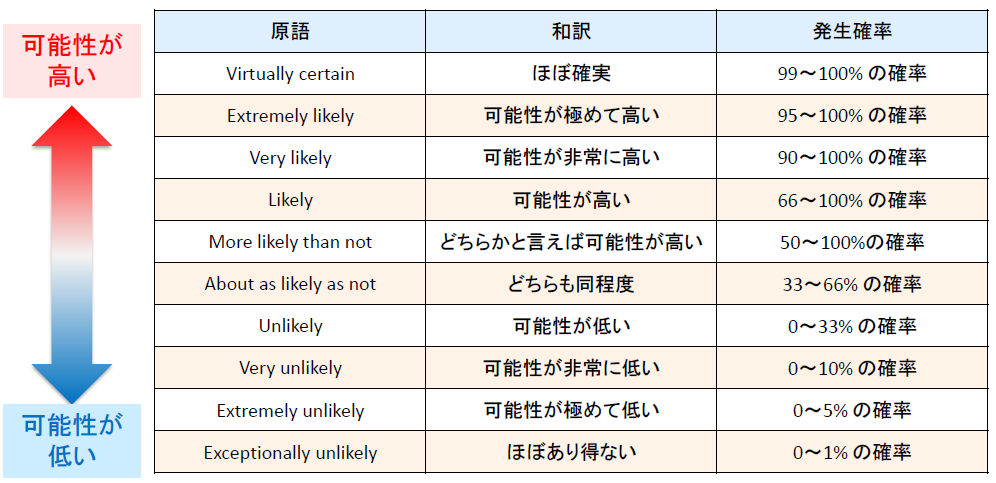 可能性が
高い
原語 和訳 発生確率
Virtually certain ほぼ確実 99～100% の確率
Extremely likely 可能性が極めて高い 95～100% の確率
Very likely 可能性が非常に高い 90～100% の確率
Likely 可能性が高い 66～100% の確率
More likely than not どちらかと言えば可能性が高い 50～100%の確率
About as likely as not どちらも同程度 33～66% の確率
Unlikely 可能性が低い 0～33% の確率
Very unlikely 可能性が非常に低い 0～10% の確率
Extremely unlikely 可能性が極めて低い 0～5% の確率
Exceptionally unlikely ほぼあり得ない 0～1% の確率
可能性が
低い